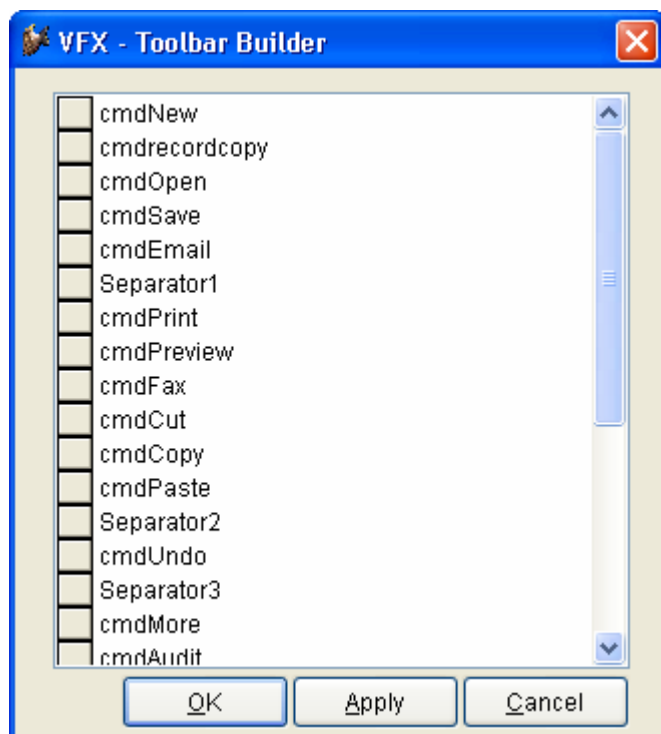 VFX - Toolbar Builder
cmdNew
cmdrecordcopy
cmdOpen
cmdSave
cmdEmail
Separator1
cmdPrint
cmdPreview
cmdFax
cmdCut
cmdCopy
cmdPaste
Separator2
cmdUndo
Separator3
cmdMore
cmdAudit
OK Apply Cancel